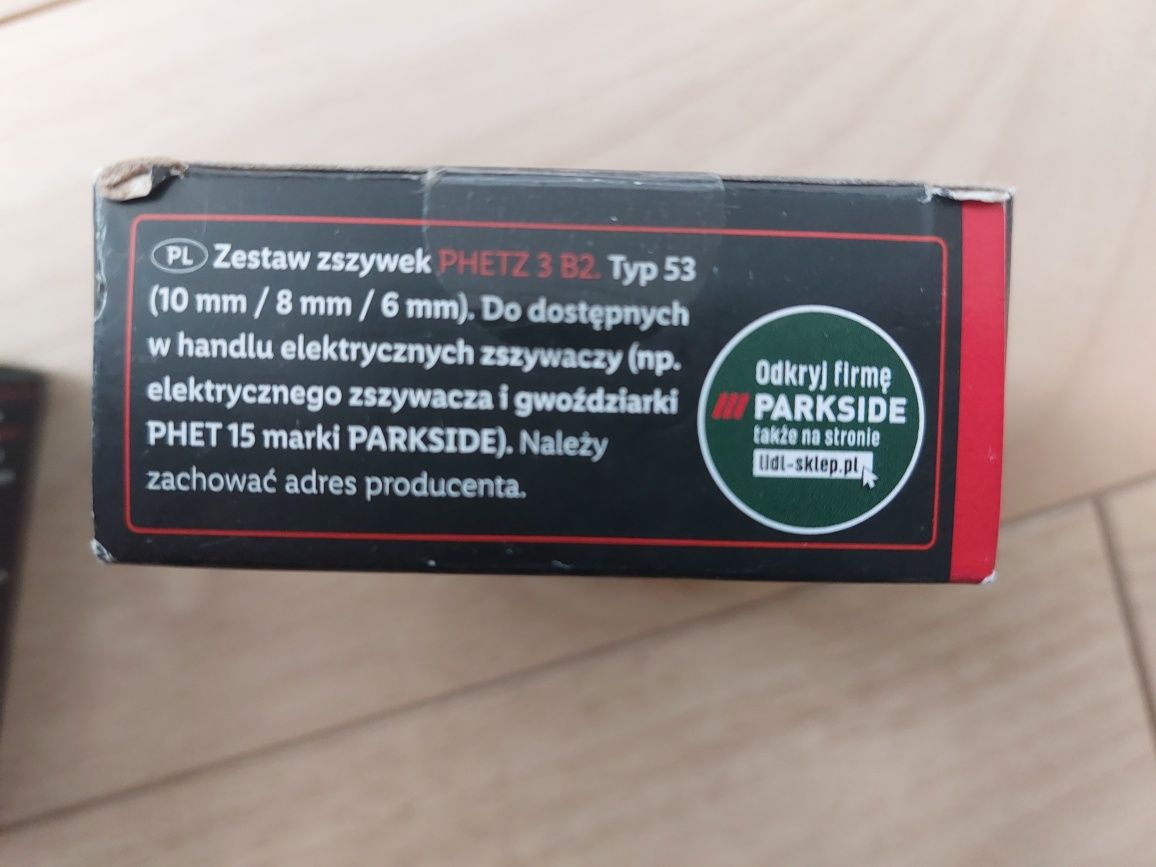 PL Zestaw zszywek PHETZ 3 B2. Typ 53
(10 mm / 8 mm / 6 mm). Do dostępnych
w handlu elektrycznych zszywaczy (np.
elektrycznego zszywacza i gwoździarki
PHET 15 marki PARKSIDE). Należy
zachować adres producenta.
Odkryj firmę
PARKSIDE
także na stronie
lidl-sklep.pl